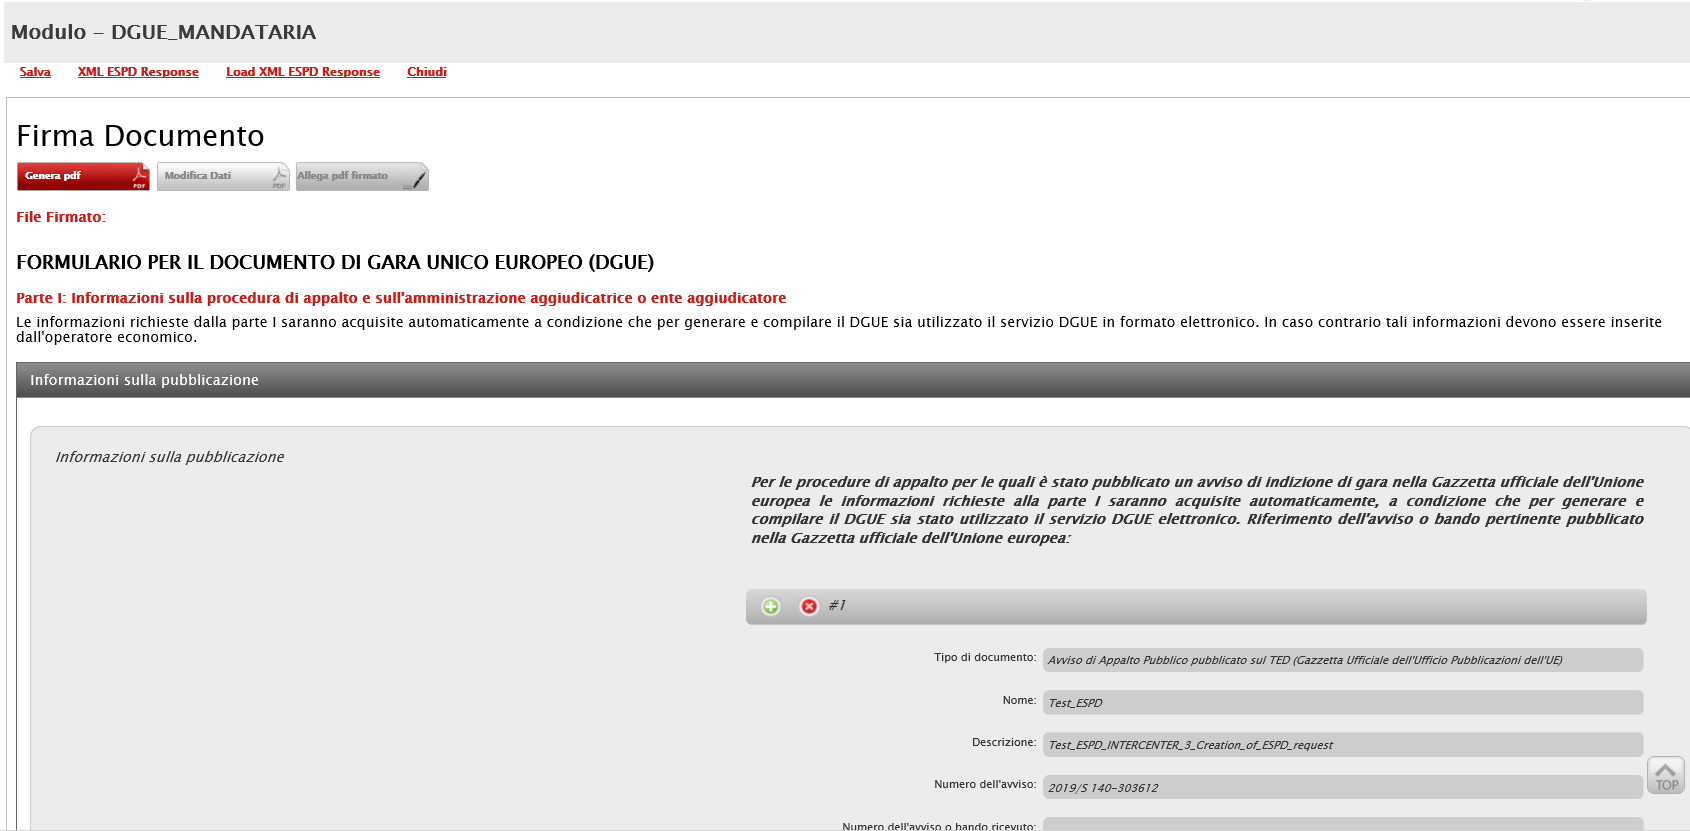 Modulo - DGUE_MANDATARIA
Salva XML ESPD Response Load XML ESPD Response Chiudi
Firma Documento
Genera pdf PDF Modifica Dati PDF Allega pdf firmato
File Firmato:
FORMULARIO PER IL DOCUMENTO DI GARA UNICO EUROPEO (DGUE)
Parte I: Informazioni sulla procedura di appalto e sull'amministrazione aggiudicatrice o ente aggiudicatore
Le informazioni richieste dalla parte I saranno acquisite automaticamente a condizione che per generare e compilare il DGUE sia utilizzato il servizio DGUE in formato elettronico. In caso contrario tali informazioni devono essere inserite
dall'operatore economico.
Informazioni sulla pubblicazione
Informazioni sulla pubblicazione
Per le procedure di appalto per le quali è stato pubblicato un avviso di indizione di gara nella Gazzetta ufficiale dell'Unione
europea le informazioni richieste alla parte I saranno acquisite automaticamente, a condizione che per generare e
compilare il DGUE sia stato utilizzato il servizio DGUE elettronico. Riferimento dell'avviso o bando pertinente pubblicato
nella Gazzetta ufficiale dell'Unione europea:
#1
Tipo di documento: Avviso di Appalto Pubblico pubblicato sul TED (Gazzetta Ufficiale dell'Ufficio Pubblicazioni dell'UE)
Nome: Test_ESPD
Descrizione: Test_ESPD_INTERCENTER_3_Creation_of_ESPD_request
Numero dell'avviso: 2019/S 140-303612
TOP
Numero dell'avviso o bando ricevuto: